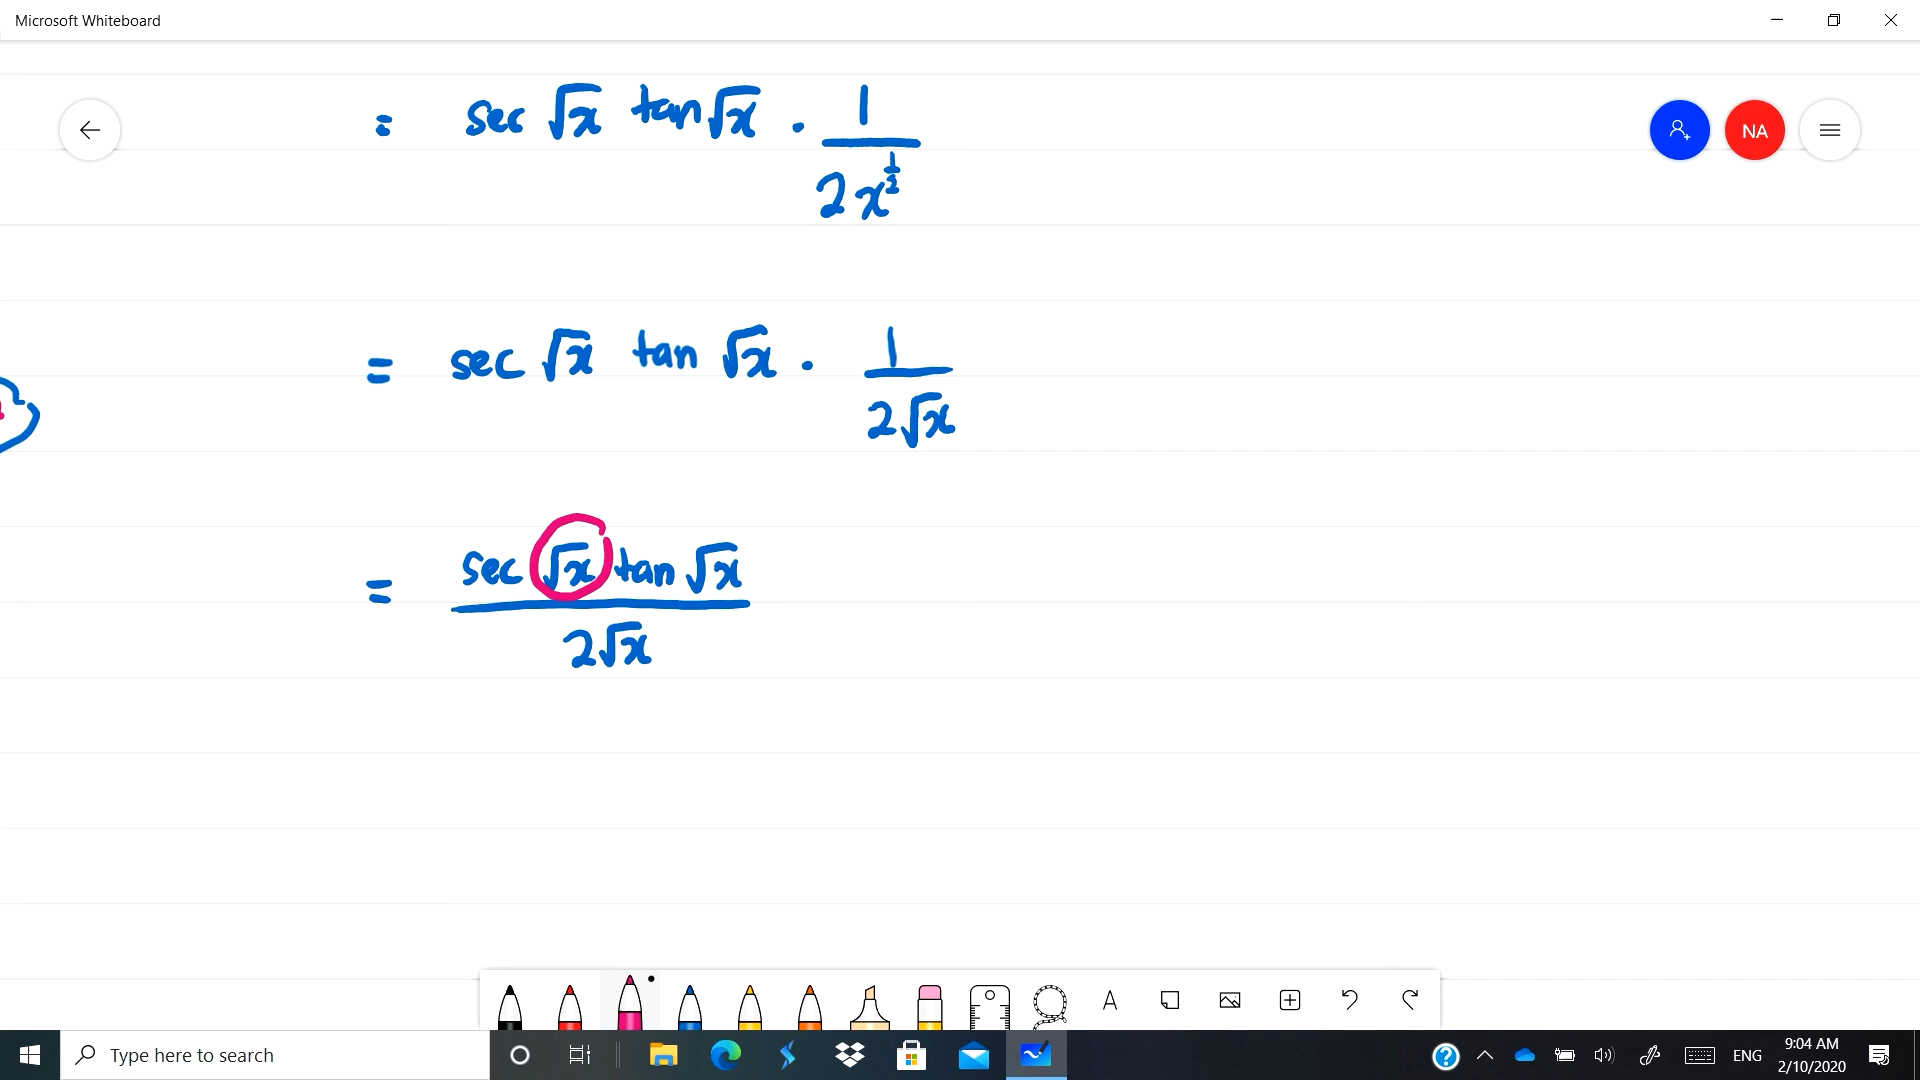 Microsoft Whiteboard
= sec √x tan √x · 1/(2x^(1/2))
NA
= sec √x tan √x · 1/(2√x)
= (sec √x tan √x)/(2√x)
A
Type here to search
ENG
9:04 AM
2/10/2020